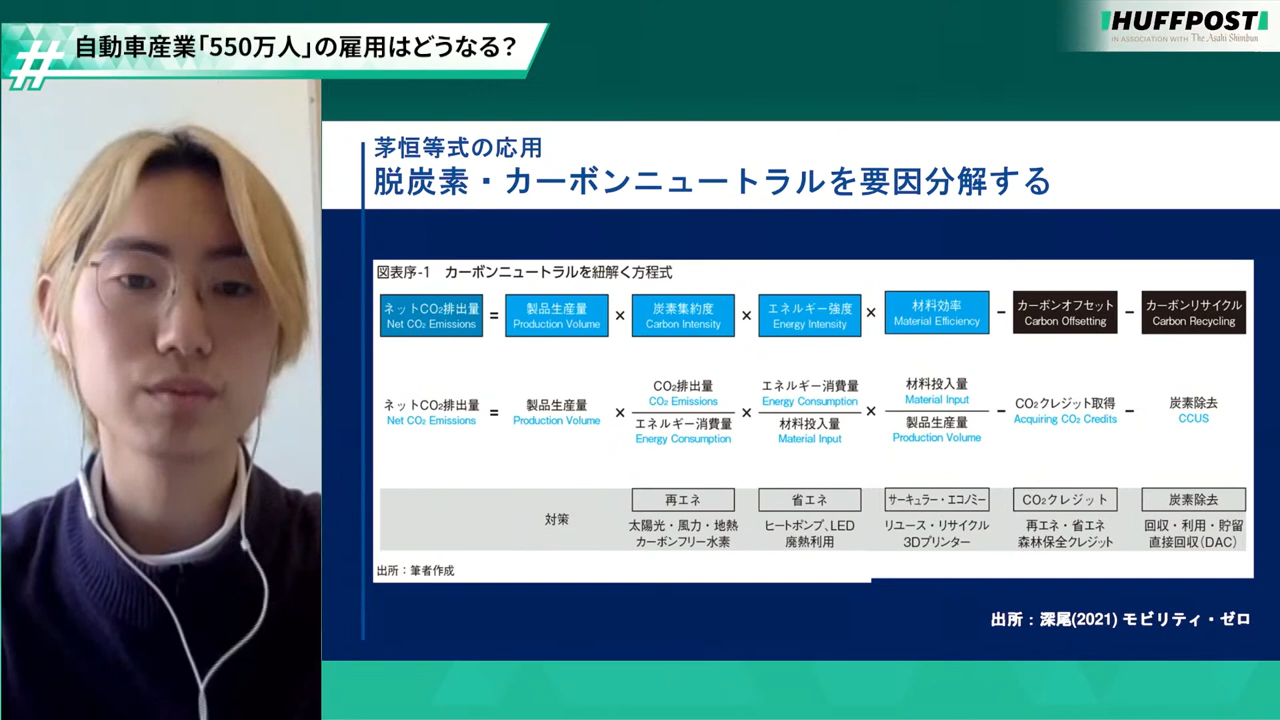 # 自動車産業「550万人」の雇用はどうなる？
HUFFPOST
IN ASSOCIATION WITH The Asahi Shimbun
茅恒等式の応用
脱炭素・カーボンニュートラルを要因分解する
図表序-1 カーボンニュートラルを紐解く方程式
ネットCO₂排出量 = 製品生産量 × 炭素集約度 × エネルギー強度 × 材料効率 − カーボンオフセット − カーボンリサイクル
Net CO₂ Emissions Production Volume Carbon Intensity Energy Intensity Material Efficiency Carbon Offsetting Carbon Recycling
CO₂排出量 エネルギー消費量 材料投入量
CO₂ Emissions Energy Consumption Material Input
ネットCO₂排出量 = 製品生産量 × × × − CO₂クレジット取得 − 炭素除去
Net CO₂ Emissions Production Volume Acquiring CO₂ Credits CCUS
エネルギー消費量 材料投入量 製品生産量
Energy Consumption Material Input Production Volume
再エネ 省エネ サーキュラー・エコノミー CO₂クレジット 炭素除去
対策
太陽光・風力・地熱 ヒートポンプ、LED リユース・リサイクル 再エネ・省エネ 回収・利用・貯留
カーボンフリー水素 廃熱利用 3Dプリンター 森林保全クレジット 直接回収（DAC）
出所：筆者作成
出所：深尾(2021) モビリティ・ゼロ